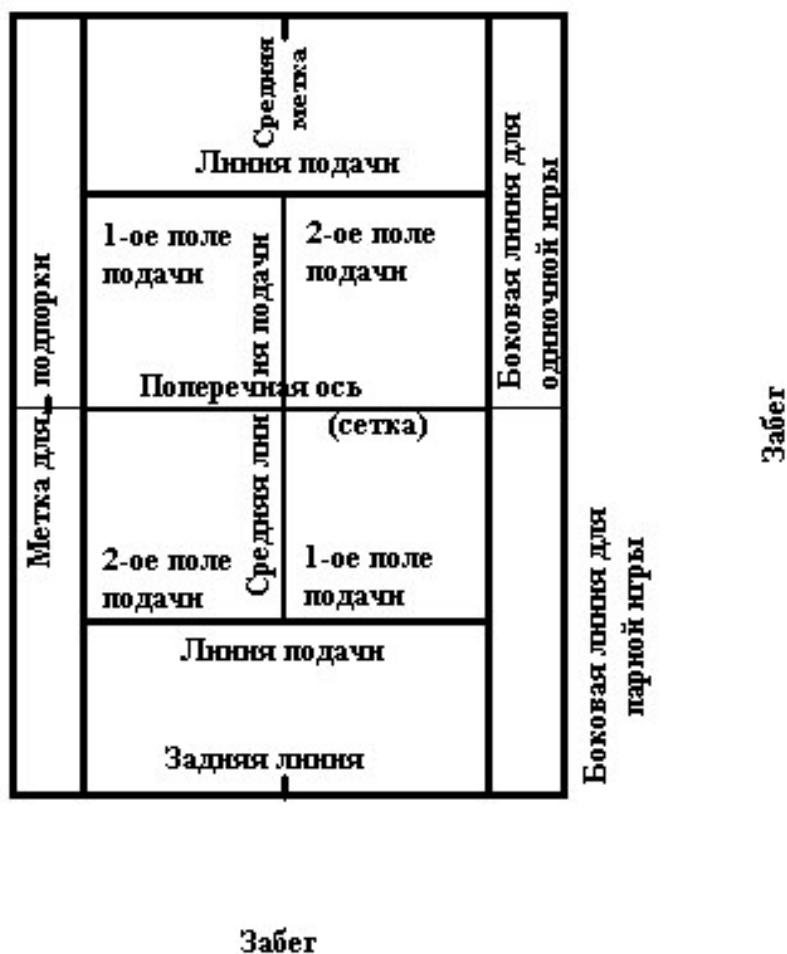 Средняя
метка
Линия подачи
1-ое поле
подачи
2-ое поле
подачи
Боковая линия для
одиночной игры
Метка для подпорки
Средняя линия подачи
Поперечная ось
(сетка)
2-ое поле
подачи
1-ое поле
подачи
Линия подачи
Задняя линия
Боковая линия для
парной игры
Забег
Забег